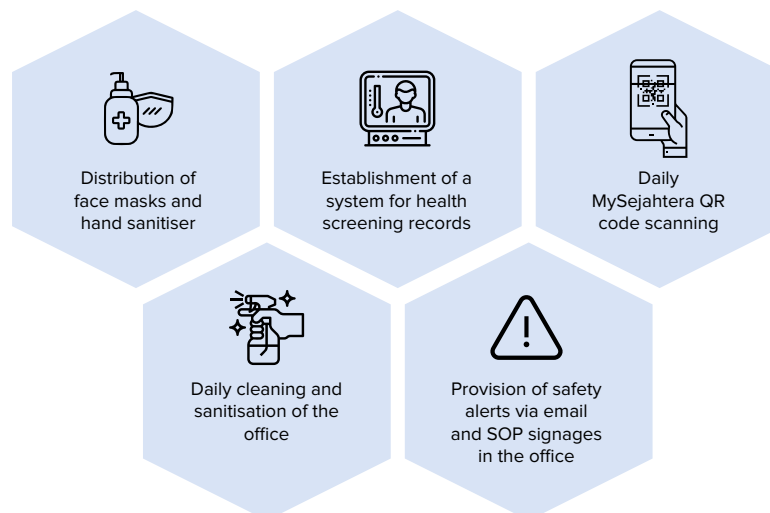 Distribution of
face masks and
hand sanitiser
Establishment of a
system for health
screening records
Daily
MySejahtera QR
code scanning
Daily cleaning and
sanitisation of the
office
Provision of safety
alerts via email
and SOP signages
in the office